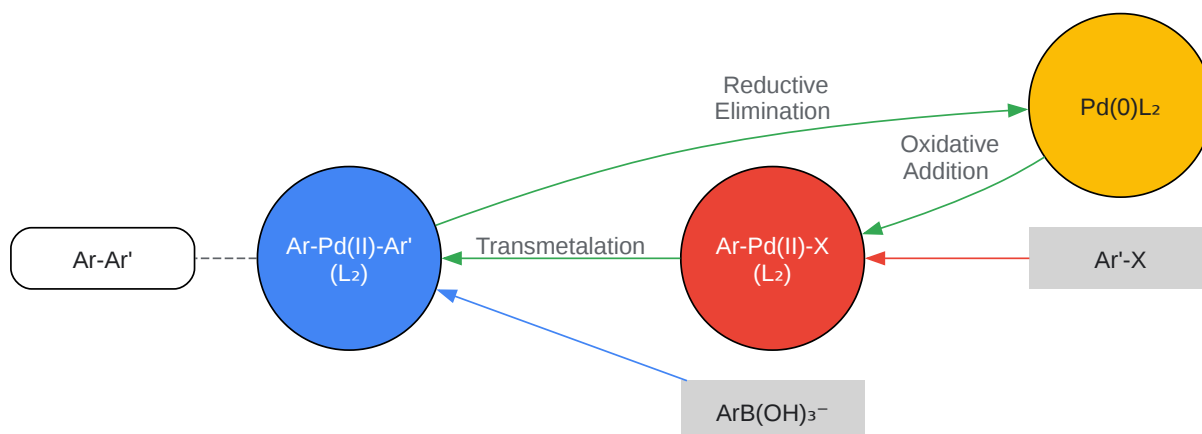 Reductive
Elimination
Pd(0)L₂
Oxidative
Addition
Ar-Ar'
Ar-Pd(II)-Ar'
(L₂)
Transmetalation
Ar-Pd(II)-X
(L₂)
Ar'-X
ArB(OH)₃⁻